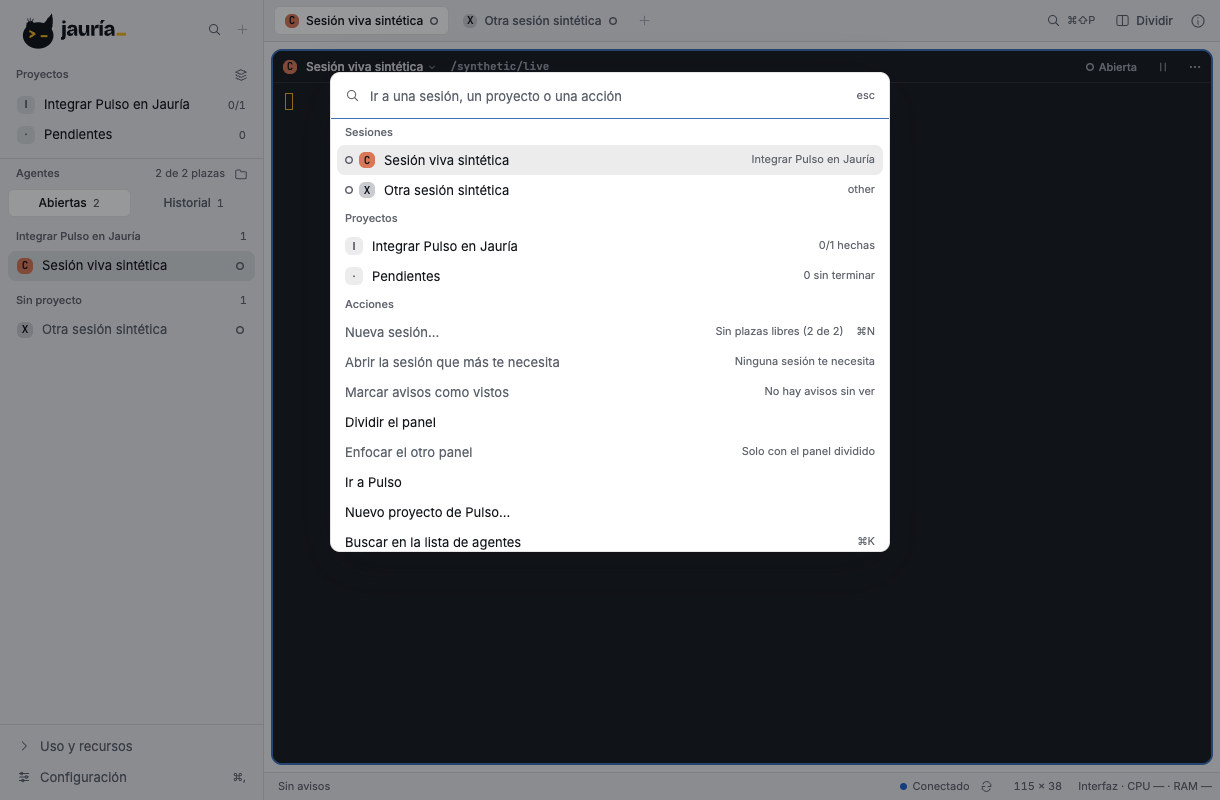 jauría_
Proyectos
I Integrar Pulso en Jauría 0/1
· Pendientes 0
Agentes 2 de 2 plazas
Abiertas 2 Historial 1
Integrar Pulso en Jauría 1
C Sesión viva sintética
Sin proyecto 1
X Otra sesión sintética
Uso y recursos
Configuración ⌘,
C Sesión viva sintética X Otra sesión sintética + ⌘⇧P Dividir
C Sesión viva sintética /synthetic/live Abierta
Ir a una sesión, un proyecto o una acción esc
Sesiones
C Sesión viva sintética Integrar Pulso en Jauría
X Otra sesión sintética other
Proyectos
I Integrar Pulso en Jauría 0/1 hechas
· Pendientes 0 sin terminar
Acciones
Nueva sesión... Sin plazas libres (2 de 2) ⌘N
Abrir la sesión que más te necesita Ninguna sesión te necesita
Marcar avisos como vistos No hay avisos sin ver
Dividir el panel
Enfocar el otro panel Solo con el panel dividido
Ir a Pulso
Nuevo proyecto de Pulso...
Buscar en la lista de agentes ⌘K
Sin avisos Conectado 115 × 38 Interfaz · CPU — · RAM —